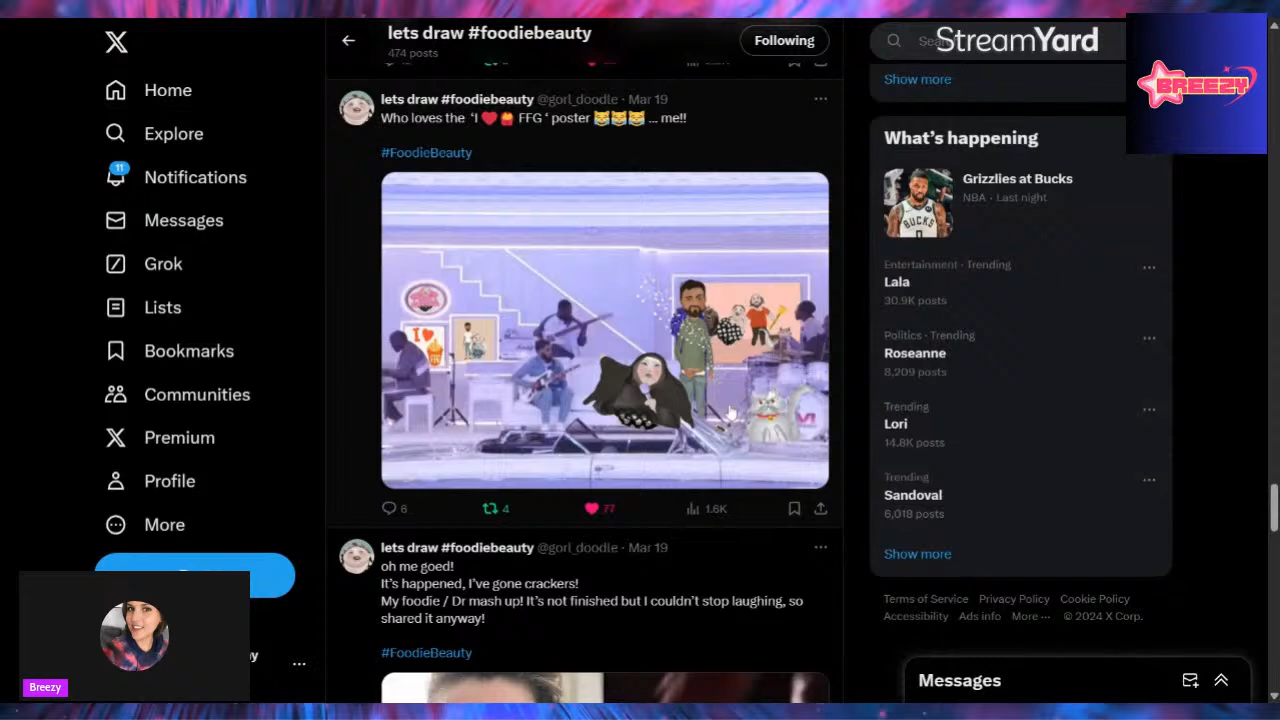 StreamYard
BREEZY
Home
Explore
11
Notifications
Messages
Grok
Lists
Bookmarks
Communities
Premium
Profile
More
Breezy
lets draw #foodiebeauty
474 posts
Following
lets draw #foodiebeauty @gorl_doodle · Mar 19
Who loves the 'I ❤️ 🍟 FFG ' poster 😹😹😹 ... me!!
#FoodieBeauty
I ❤️
6
4
77
1.6K
lets draw #foodiebeauty @gorl_doodle · Mar 19
oh me goed!
It's happened, I've gone crackers!
My foodie / Dr mash up! It's not finished but I couldn't stop laughing, so
shared it anyway!
#FoodieBeauty
Show more
What's happening
Grizzlies at Bucks
NBA · Last night
BUCKS
Entertainment · Trending
Lala
30.9K posts
Politics · Trending
Roseanne
8,209 posts
Trending
Lori
14.8K posts
Trending
Sandoval
6,018 posts
Show more
Terms of Service Privacy Policy Cookie Policy
Accessibility Ads info More ··· © 2024 X Corp.
Messages